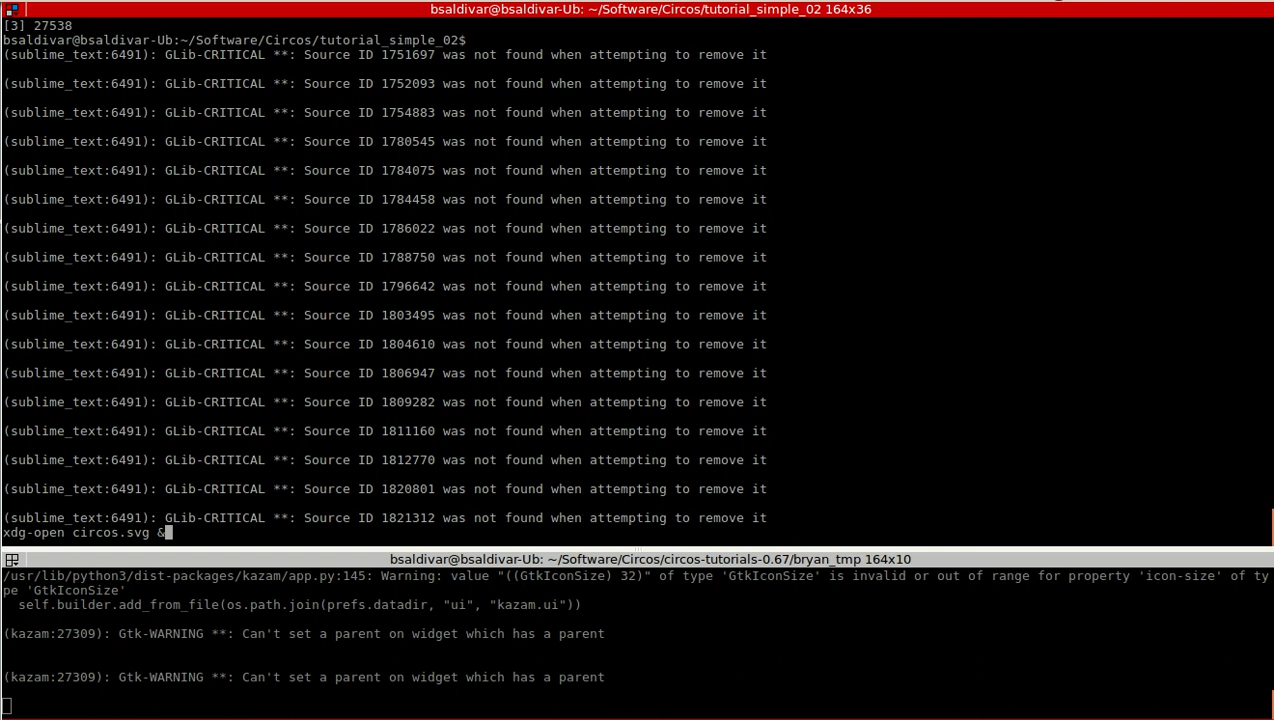 bsaldivar@bsaldivar-Ub: ~/Software/Circos/tutorial_simple_02 164x36
[3] 27538
bsaldivar@bsaldivar-Ub:~/Software/Circos/tutorial_simple_02$
(sublime_text:6491): GLib-CRITICAL **: Source ID 1751697 was not found when attempting to remove it
(sublime_text:6491): GLib-CRITICAL **: Source ID 1752093 was not found when attempting to remove it
(sublime_text:6491): GLib-CRITICAL **: Source ID 1754883 was not found when attempting to remove it
(sublime_text:6491): GLib-CRITICAL **: Source ID 1780545 was not found when attempting to remove it
(sublime_text:6491): GLib-CRITICAL **: Source ID 1784075 was not found when attempting to remove it
(sublime_text:6491): GLib-CRITICAL **: Source ID 1784458 was not found when attempting to remove it
(sublime_text:6491): GLib-CRITICAL **: Source ID 1786022 was not found when attempting to remove it
(sublime_text:6491): GLib-CRITICAL **: Source ID 1788750 was not found when attempting to remove it
(sublime_text:6491): GLib-CRITICAL **: Source ID 1796642 was not found when attempting to remove it
(sublime_text:6491): GLib-CRITICAL **: Source ID 1803495 was not found when attempting to remove it
(sublime_text:6491): GLib-CRITICAL **: Source ID 1804610 was not found when attempting to remove it
(sublime_text:6491): GLib-CRITICAL **: Source ID 1806947 was not found when attempting to remove it
(sublime_text:6491): GLib-CRITICAL **: Source ID 1809282 was not found when attempting to remove it
(sublime_text:6491): GLib-CRITICAL **: Source ID 1811160 was not found when attempting to remove it
(sublime_text:6491): GLib-CRITICAL **: Source ID 1812770 was not found when attempting to remove it
(sublime_text:6491): GLib-CRITICAL **: Source ID 1820801 was not found when attempting to remove it
(sublime_text:6491): GLib-CRITICAL **: Source ID 1821312 was not found when attempting to remove it
xdg-open circos.svg &
bsaldivar@bsaldivar-Ub: ~/Software/Circos/circos-tutorials-0.67/bryan_tmp 164x10
/usr/lib/python3/dist-packages/kazam/app.py:145: Warning: value "((GtkIconSize) 32)" of type 'GtkIconSize' is invalid or out of range for property 'icon-size' of ty
pe 'GtkIconSize'
  self.builder.add_from_file(os.path.join(prefs.datadir, "ui", "kazam.ui"))
(kazam:27309): Gtk-WARNING **: Can't set a parent on widget which has a parent
(kazam:27309): Gtk-WARNING **: Can't set a parent on widget which has a parent